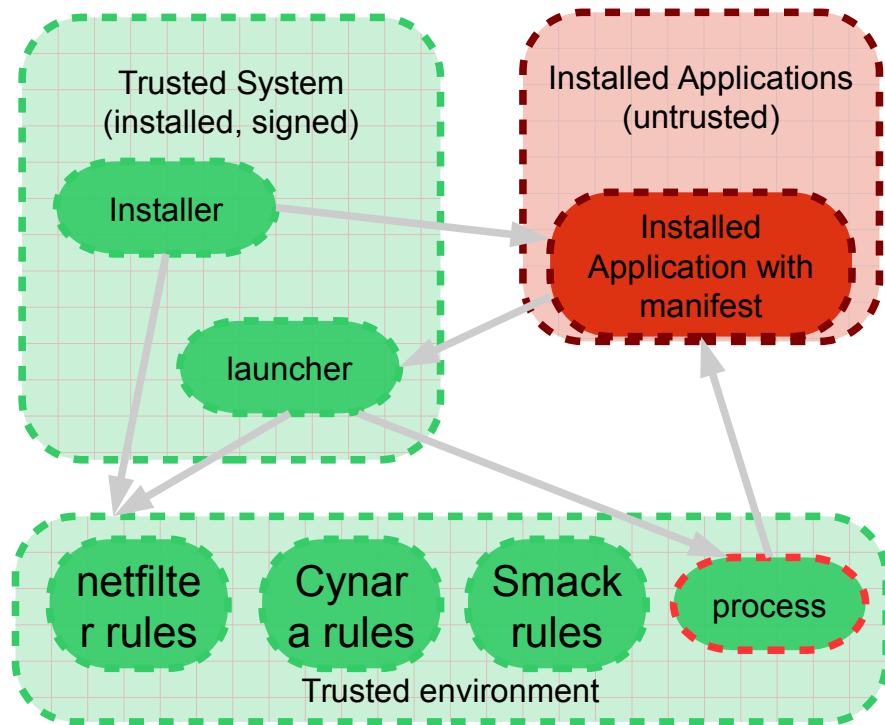 Trusted System
(installed, signed)
Installed Applications
(untrusted)
Installer
Installed
Application with
manifest
launcher
netfilte
r rules
Cynar
a rules
Smack
rules
process
Trusted environment